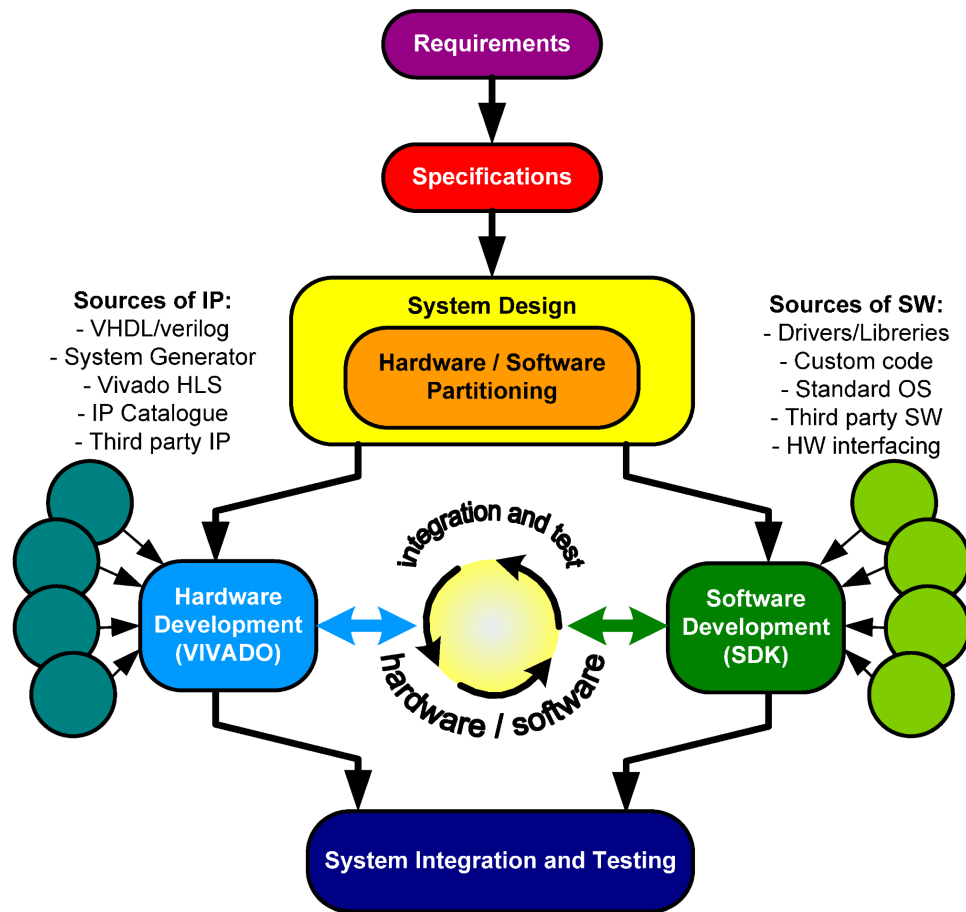 Requirements
Specifications
System Design
Hardware / Software
Partitioning
Sources of IP:
- VHDL/verilog
- System Generator
- Vivado HLS
- IP Catalogue
- Third party IP
Sources of SW:
- Drivers/Libreries
- Custom code
- Standard OS
- Third party SW
- HW interfacing
Hardware
Development
(VIVADO)
integration and test
hardware / software
Software
Development
(SDK)
System Integration and Testing